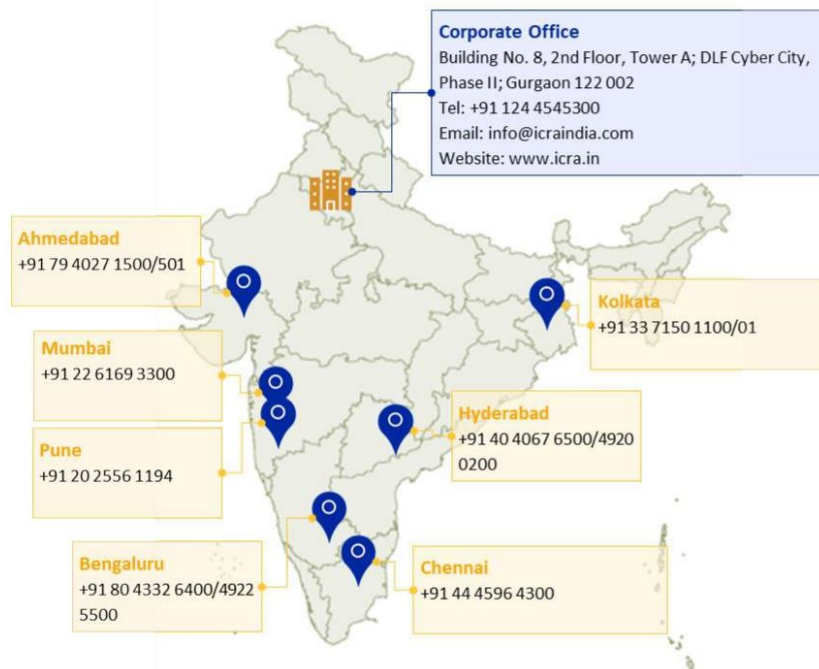 Corporate Office
Building No. 8, 2nd Floor, Tower A; DLF Cyber City,
Phase II; Gurgaon 122 002
Tel: +91 124 4545300
Email: info@icraindia.com
Website: www.icra.in
Ahmedabad
+91 79 4027 1500/501
Kolkata
+91 33 7150 1100/01
Mumbai
+91 22 6169 3300
Hyderabad
+91 40 4067 6500/4920
0200
Pune
+91 20 2556 1194
Bengaluru
+91 80 4332 6400/4922
5500
Chennai
+91 44 4596 4300